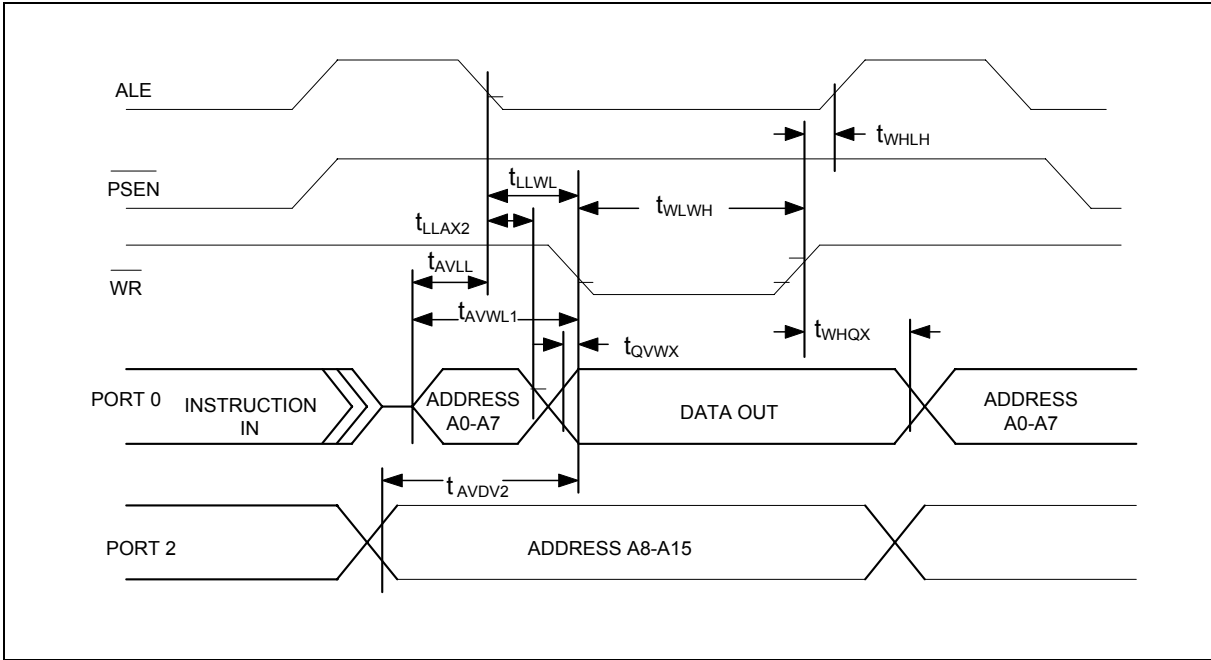 ALE
tWHLH
PSEN
tLLWL
tWLWH
tLLAX2
tAVLL
WR
tAVWL1
tWHQX
tQVWX
PORT 0
INSTRUCTION
IN
ADDRESS
A0-A7
DATA OUT
ADDRESS
A0-A7
tAVDV2
PORT 2
ADDRESS A8-A15